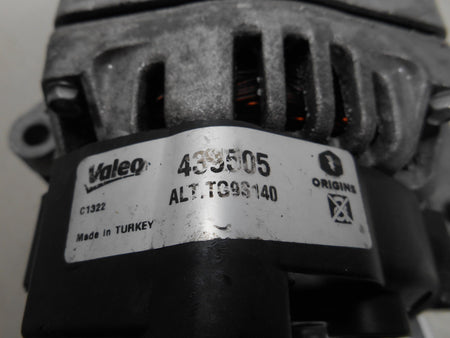 Valeo
439505
ALT.TG9S140
ORIGINS
C1322
Made in TURKEY